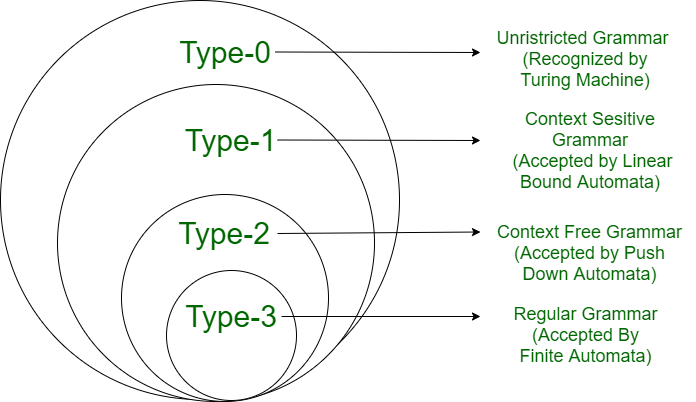 Type-0
Unristricted Grammar
(Recognized by
Turing Machine)
Type-1
Context Sesitive
Grammar
(Accepted by Linear
Bound Automata)
Type-2
Context Free Grammar
(Accepted by Push
Down Automata)
Type-3
Regular Grammar
(Accepted By
Finite Automata)